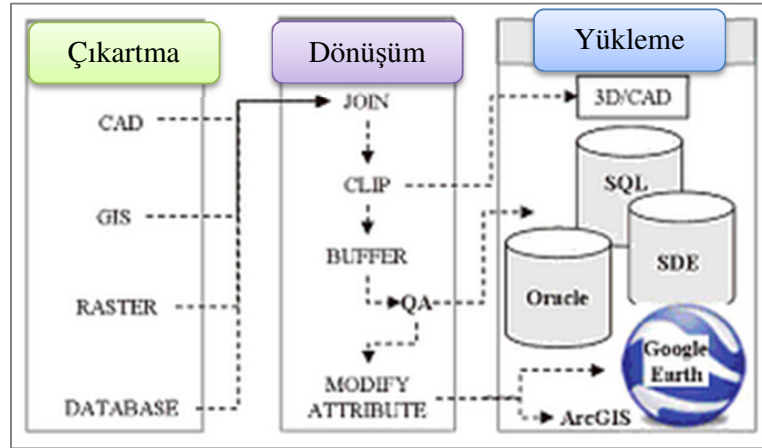 Çıkartma
Dönüşüm
Yükleme
CAD
GIS
RASTER
DATABASE
JOIN
CLIP
BUFFER
QA
MODIFY
ATTRIBUTE
3D/CAD
SQL
SDE
Oracle
Google
Earth
ArcGIS